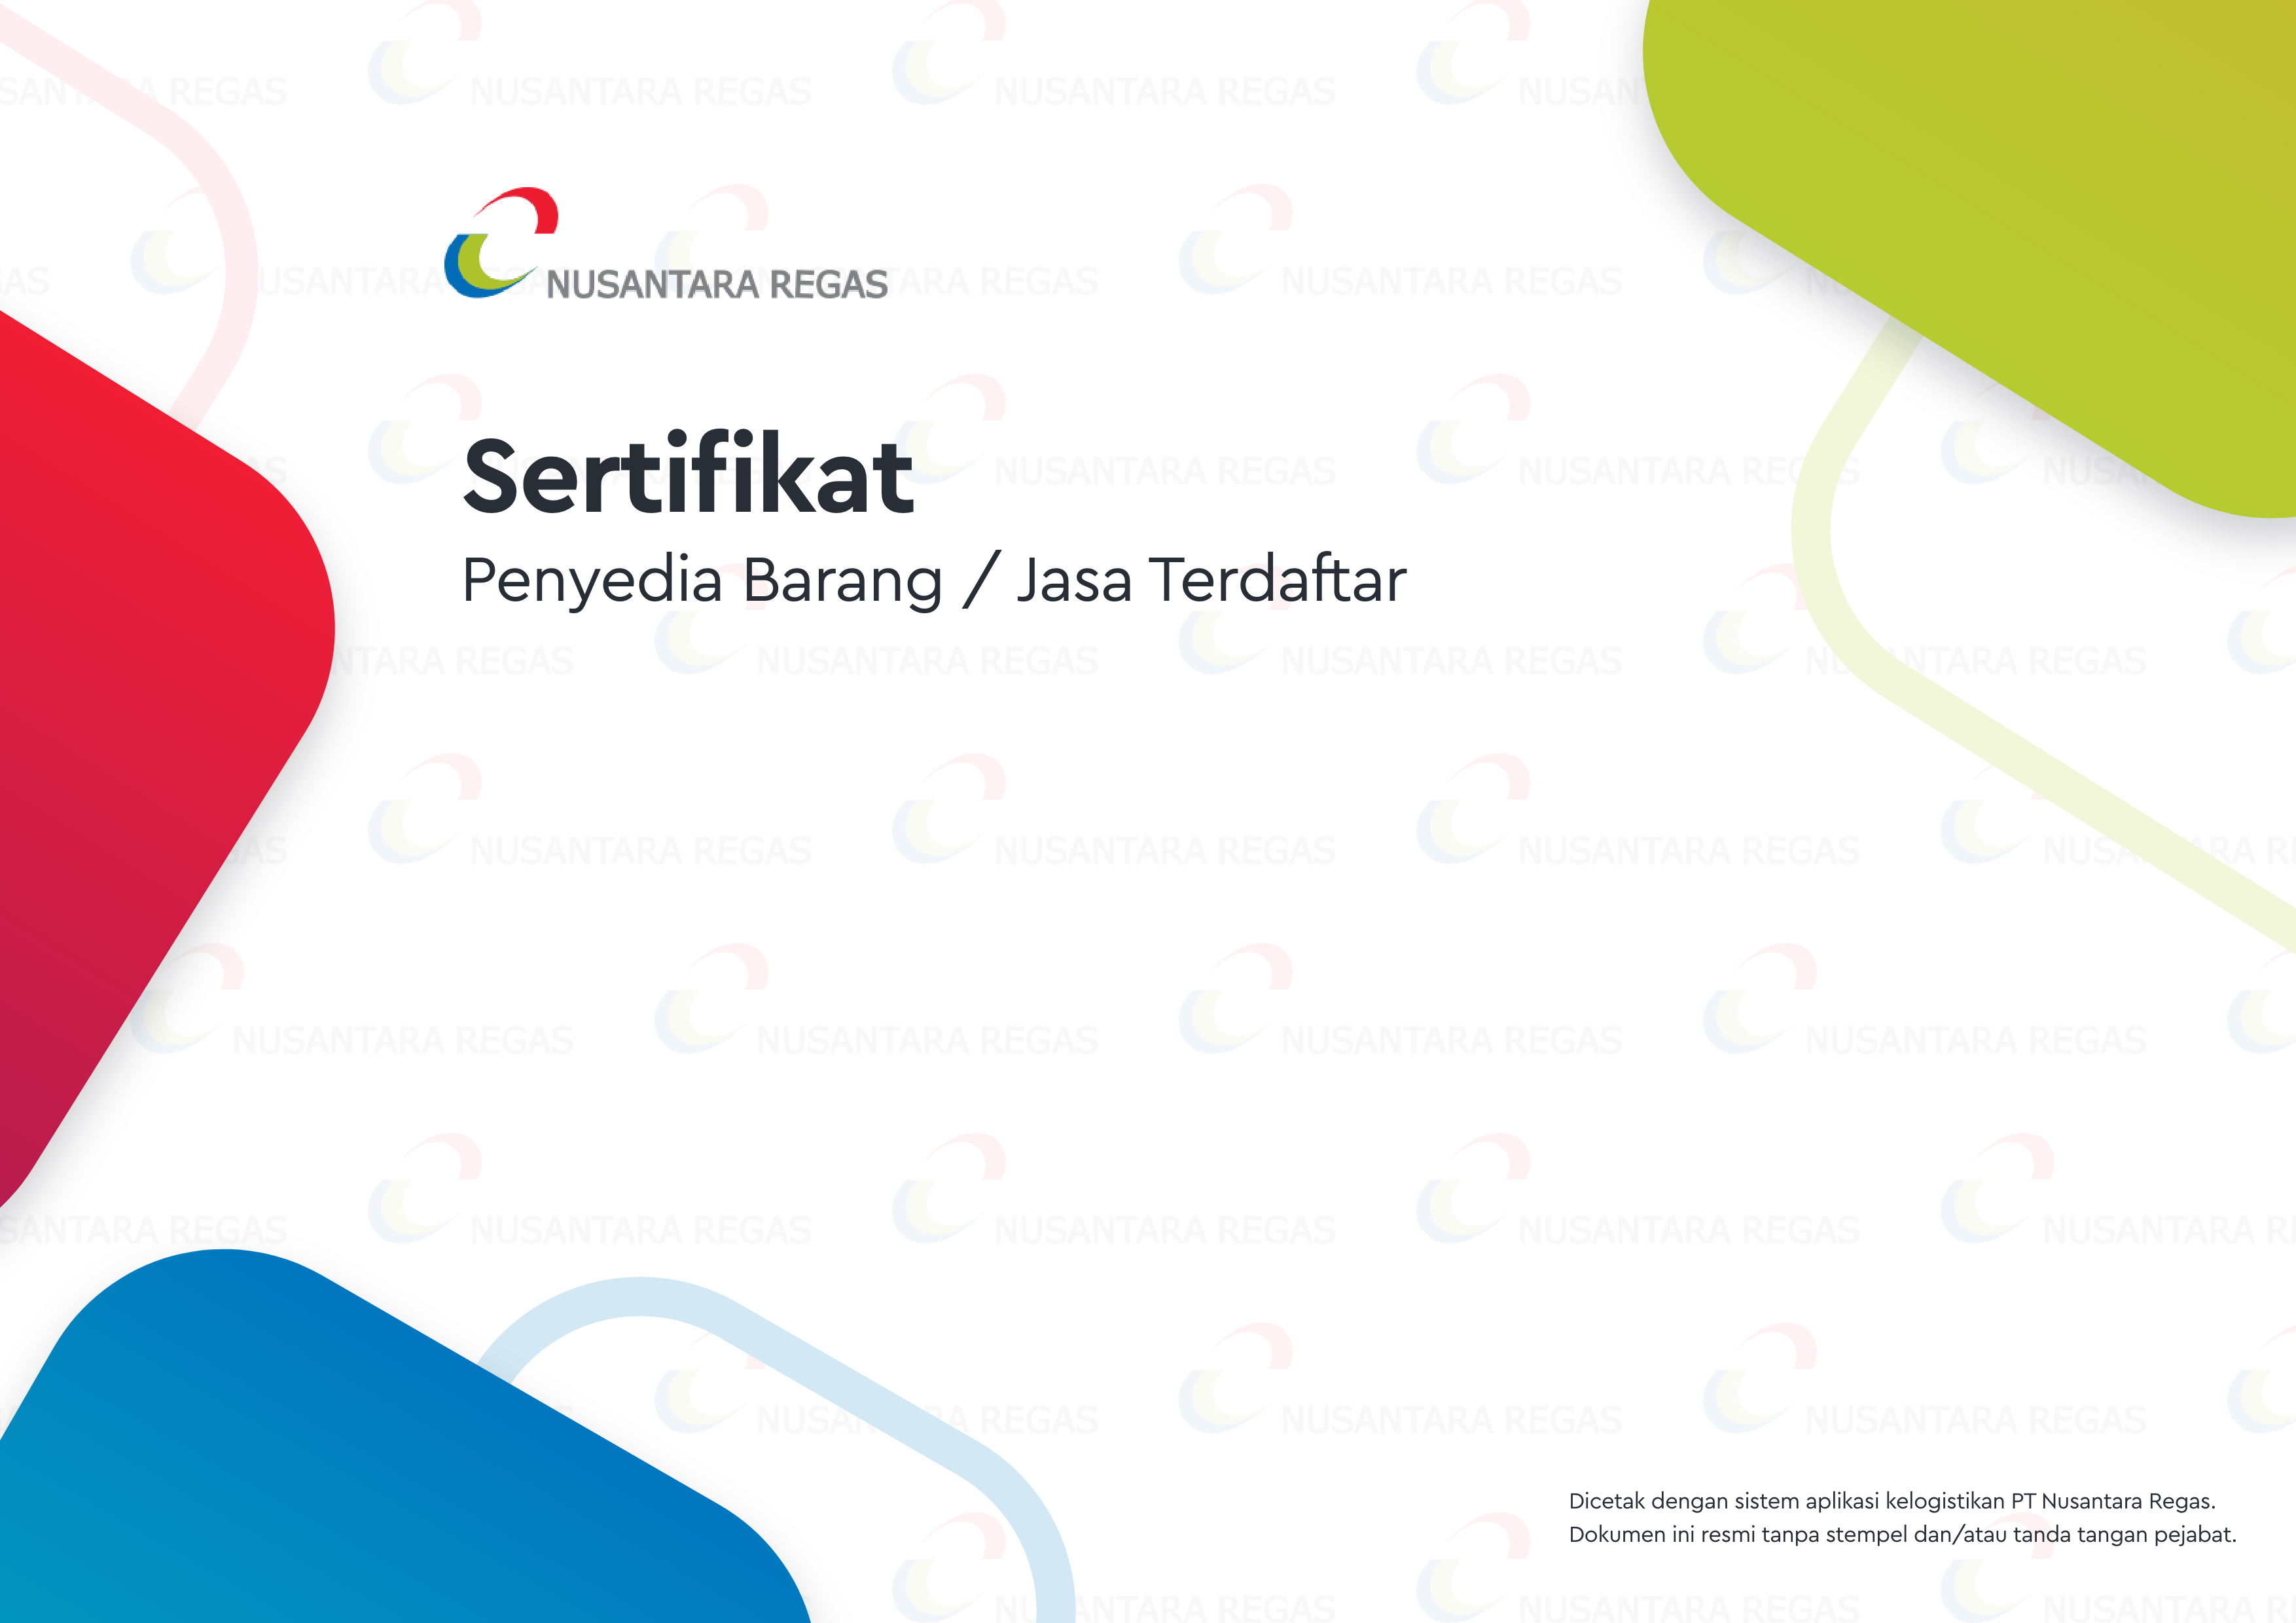 NUSANTARA REGAS
Sertifikat
Penyedia Barang / Jasa Terdaftar
Dicetak dengan sistem aplikasi kelogistikan PT Nusantara Regas.
Dokumen ini resmi tanpa stempel dan/atau tanda tangan pejabat.